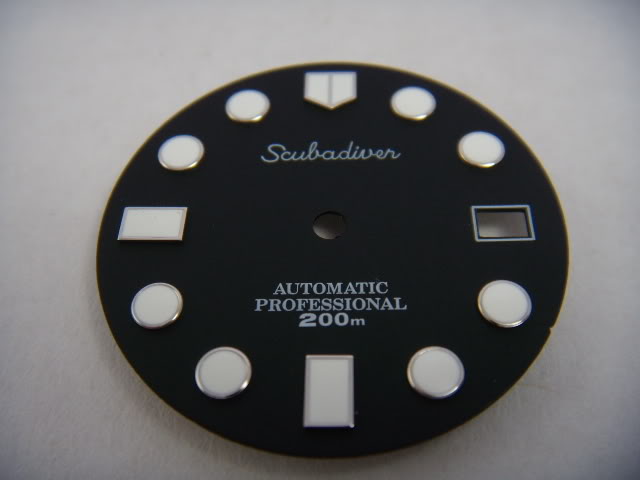 Scubadiver
AUTOMATIC
PROFESSIONAL
200m